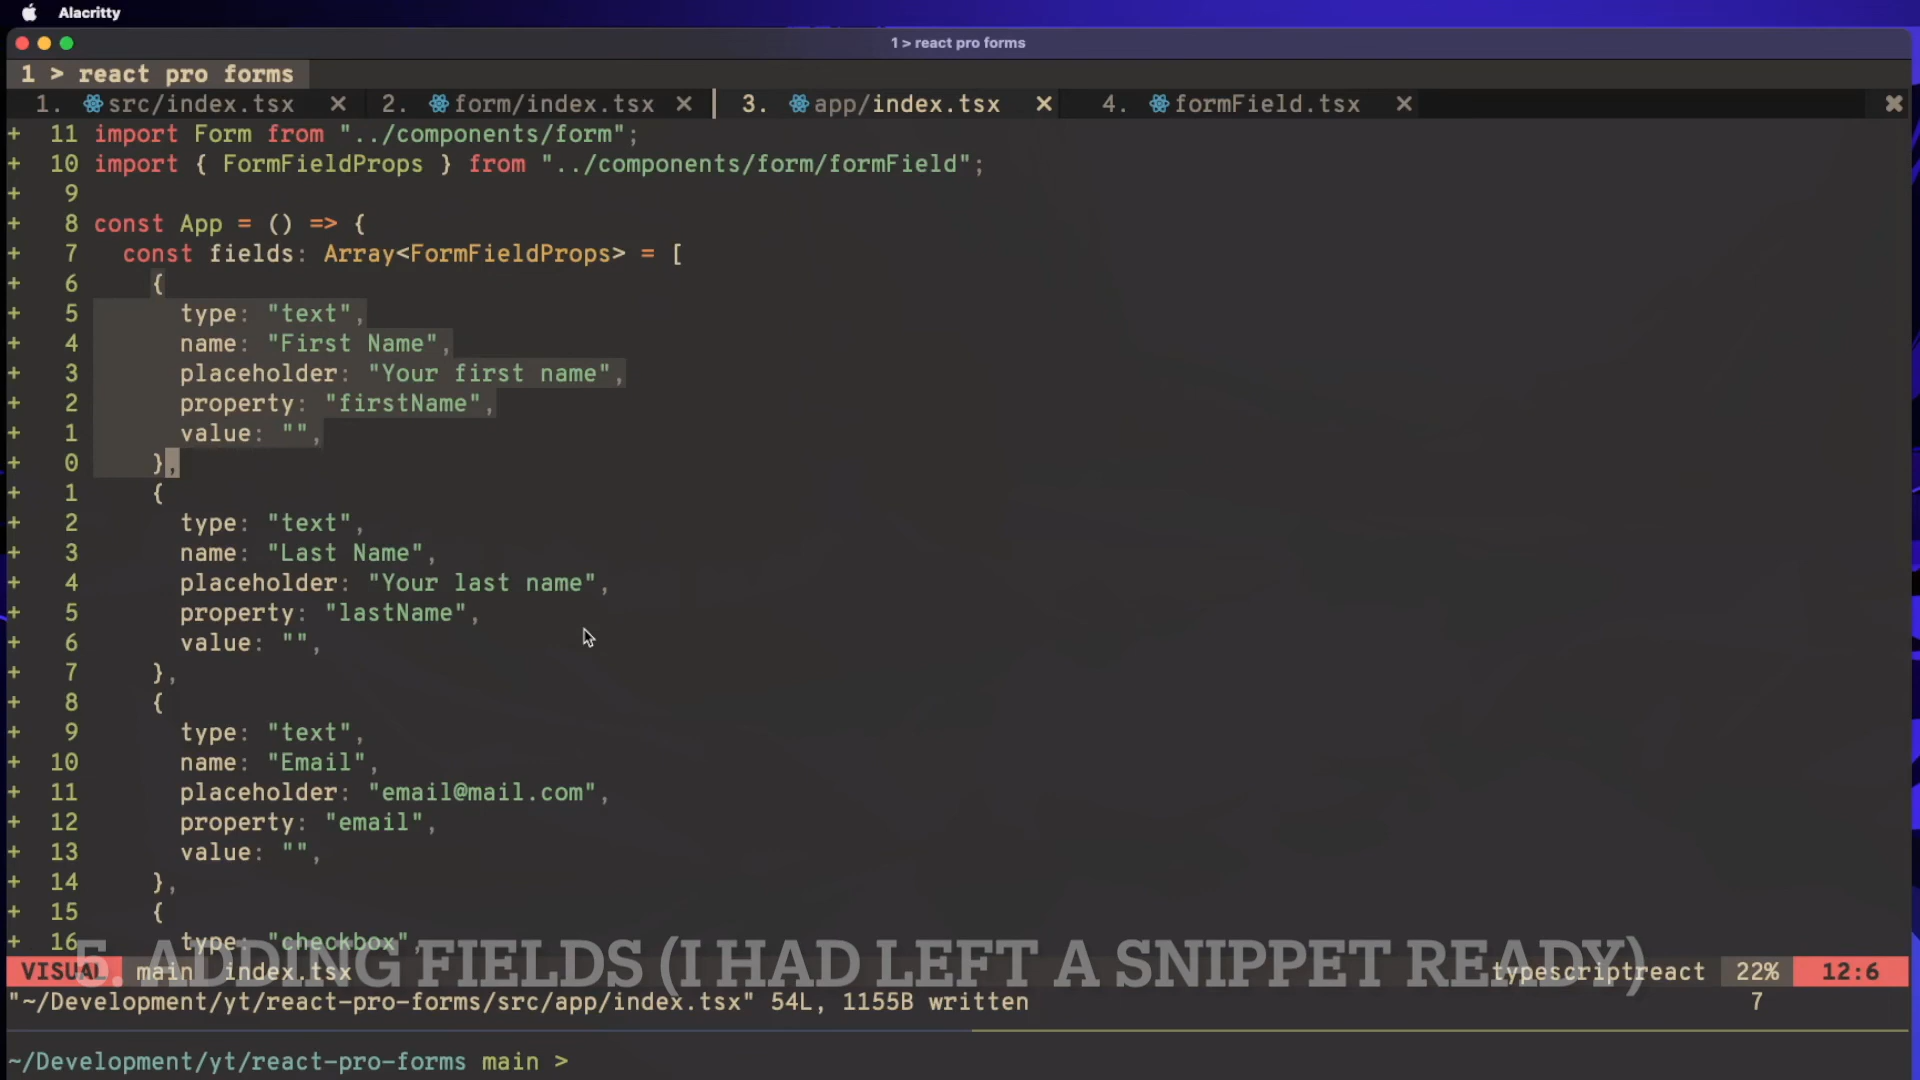 Alacritty
1 > react pro forms
1 > react pro forms
1. src/index.tsx × 2. form/index.tsx × 3. app/index.tsx × 4. formField.tsx ×
+ 11 import Form from "../components/form";
+ 10 import { FormFieldProps } from "../components/form/formField";
+ 9
+ 8 const App = () => {
+ 7 const fields: Array<FormFieldProps> = [
+ 6 {
+ 5 type: "text",
+ 4 name: "First Name",
+ 3 placeholder: "Your first name",
+ 2 property: "firstName",
+ 1 value: "",
+ 0 },
+ 1 {
+ 2 type: "text",
+ 3 name: "Last Name",
+ 4 placeholder: "Your last name",
+ 5 property: "lastName",
+ 6 value: "",
+ 7 },
+ 8 {
+ 9 type: "text",
+ 10 name: "Email",
+ 11 placeholder: "email@mail.com",
+ 12 property: "email",
+ 13 value: "",
+ 14 },
+ 15 {
+ 16 type: "checkbox",
5. ADDING FIELDS (I HAD LEFT A SNIPPET READY)
VISUAL main index.tsx typescriptreact 22% 12:6
"~/Development/yt/react-pro-forms/src/app/index.tsx" 54L, 1155B written 7
~/Development/yt/react-pro-forms main >